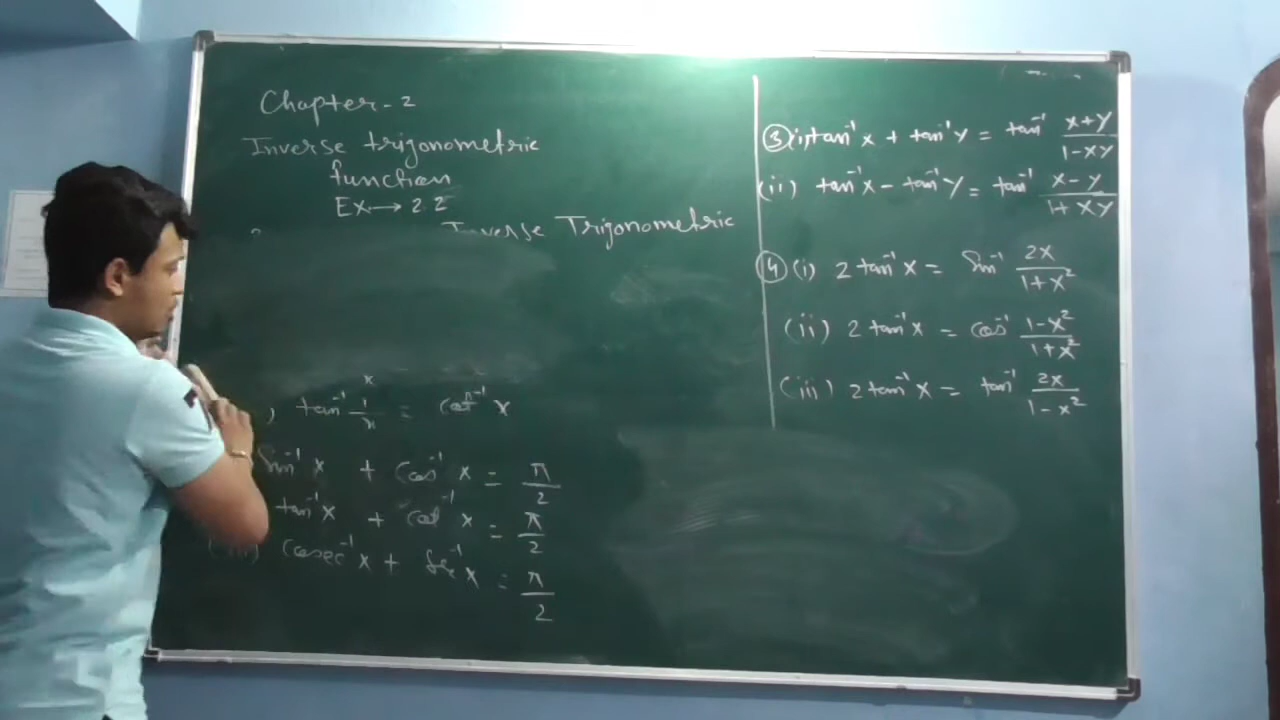 Chapter-2
Inverse trigonometric
function
Ex→2.2
Inverse Trigonometric
x
) tan⁻¹ 1/x = cot⁻¹ x
sin⁻¹ x + cos⁻¹ x = π/2
tan⁻¹ x + cot⁻¹ x = π/2
(iii) cosec⁻¹ x + sec⁻¹ x = π/2
③(i) tan⁻¹ x + tan⁻¹ y = tan⁻¹ (x+y)/(1-xy)
(ii) tan⁻¹ x - tan⁻¹ y = tan⁻¹ (x-y)/(1+xy)
④(i) 2 tan⁻¹ x = sin⁻¹ 2x/(1+x²)
(ii) 2 tan⁻¹ x = cos⁻¹ (1-x²)/(1+x²)
(iii) 2 tan⁻¹ x = tan⁻¹ 2x/(1-x²)